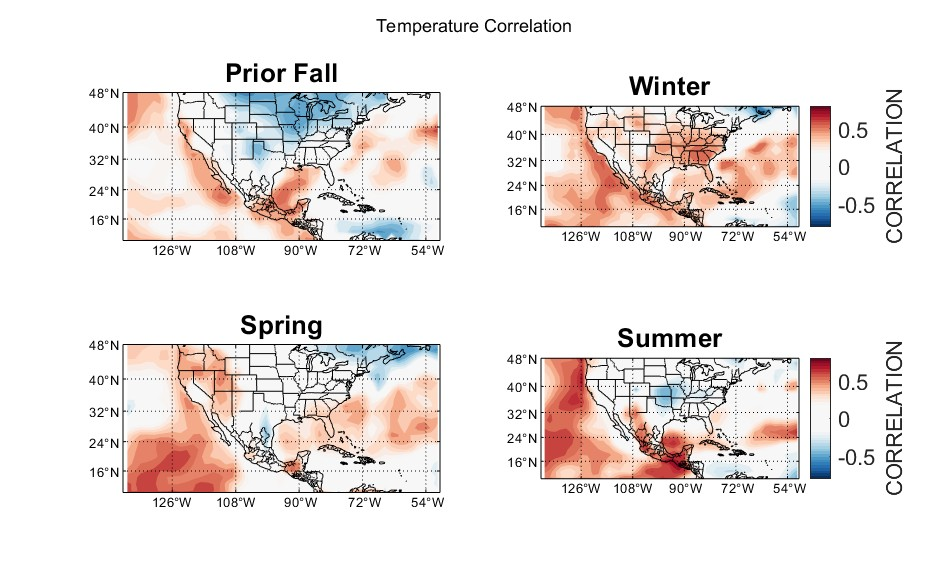 Temperature Correlation
Prior Fall
48°N
40°N
32°N
24°N
16°N
126°W 108°W 90°W 72°W 54°W
Winter
48°N
40°N
32°N
24°N
16°N
126°W 108°W 90°W 72°W 54°W
0.5
0
-0.5
CORRELATION
Spring
48°N
40°N
32°N
24°N
16°N
126°W 108°W 90°W 72°W 54°W
Summer
48°N
40°N
32°N
24°N
16°N
126°W 108°W 90°W 72°W 54°W
0.5
0
-0.5
CORRELATION